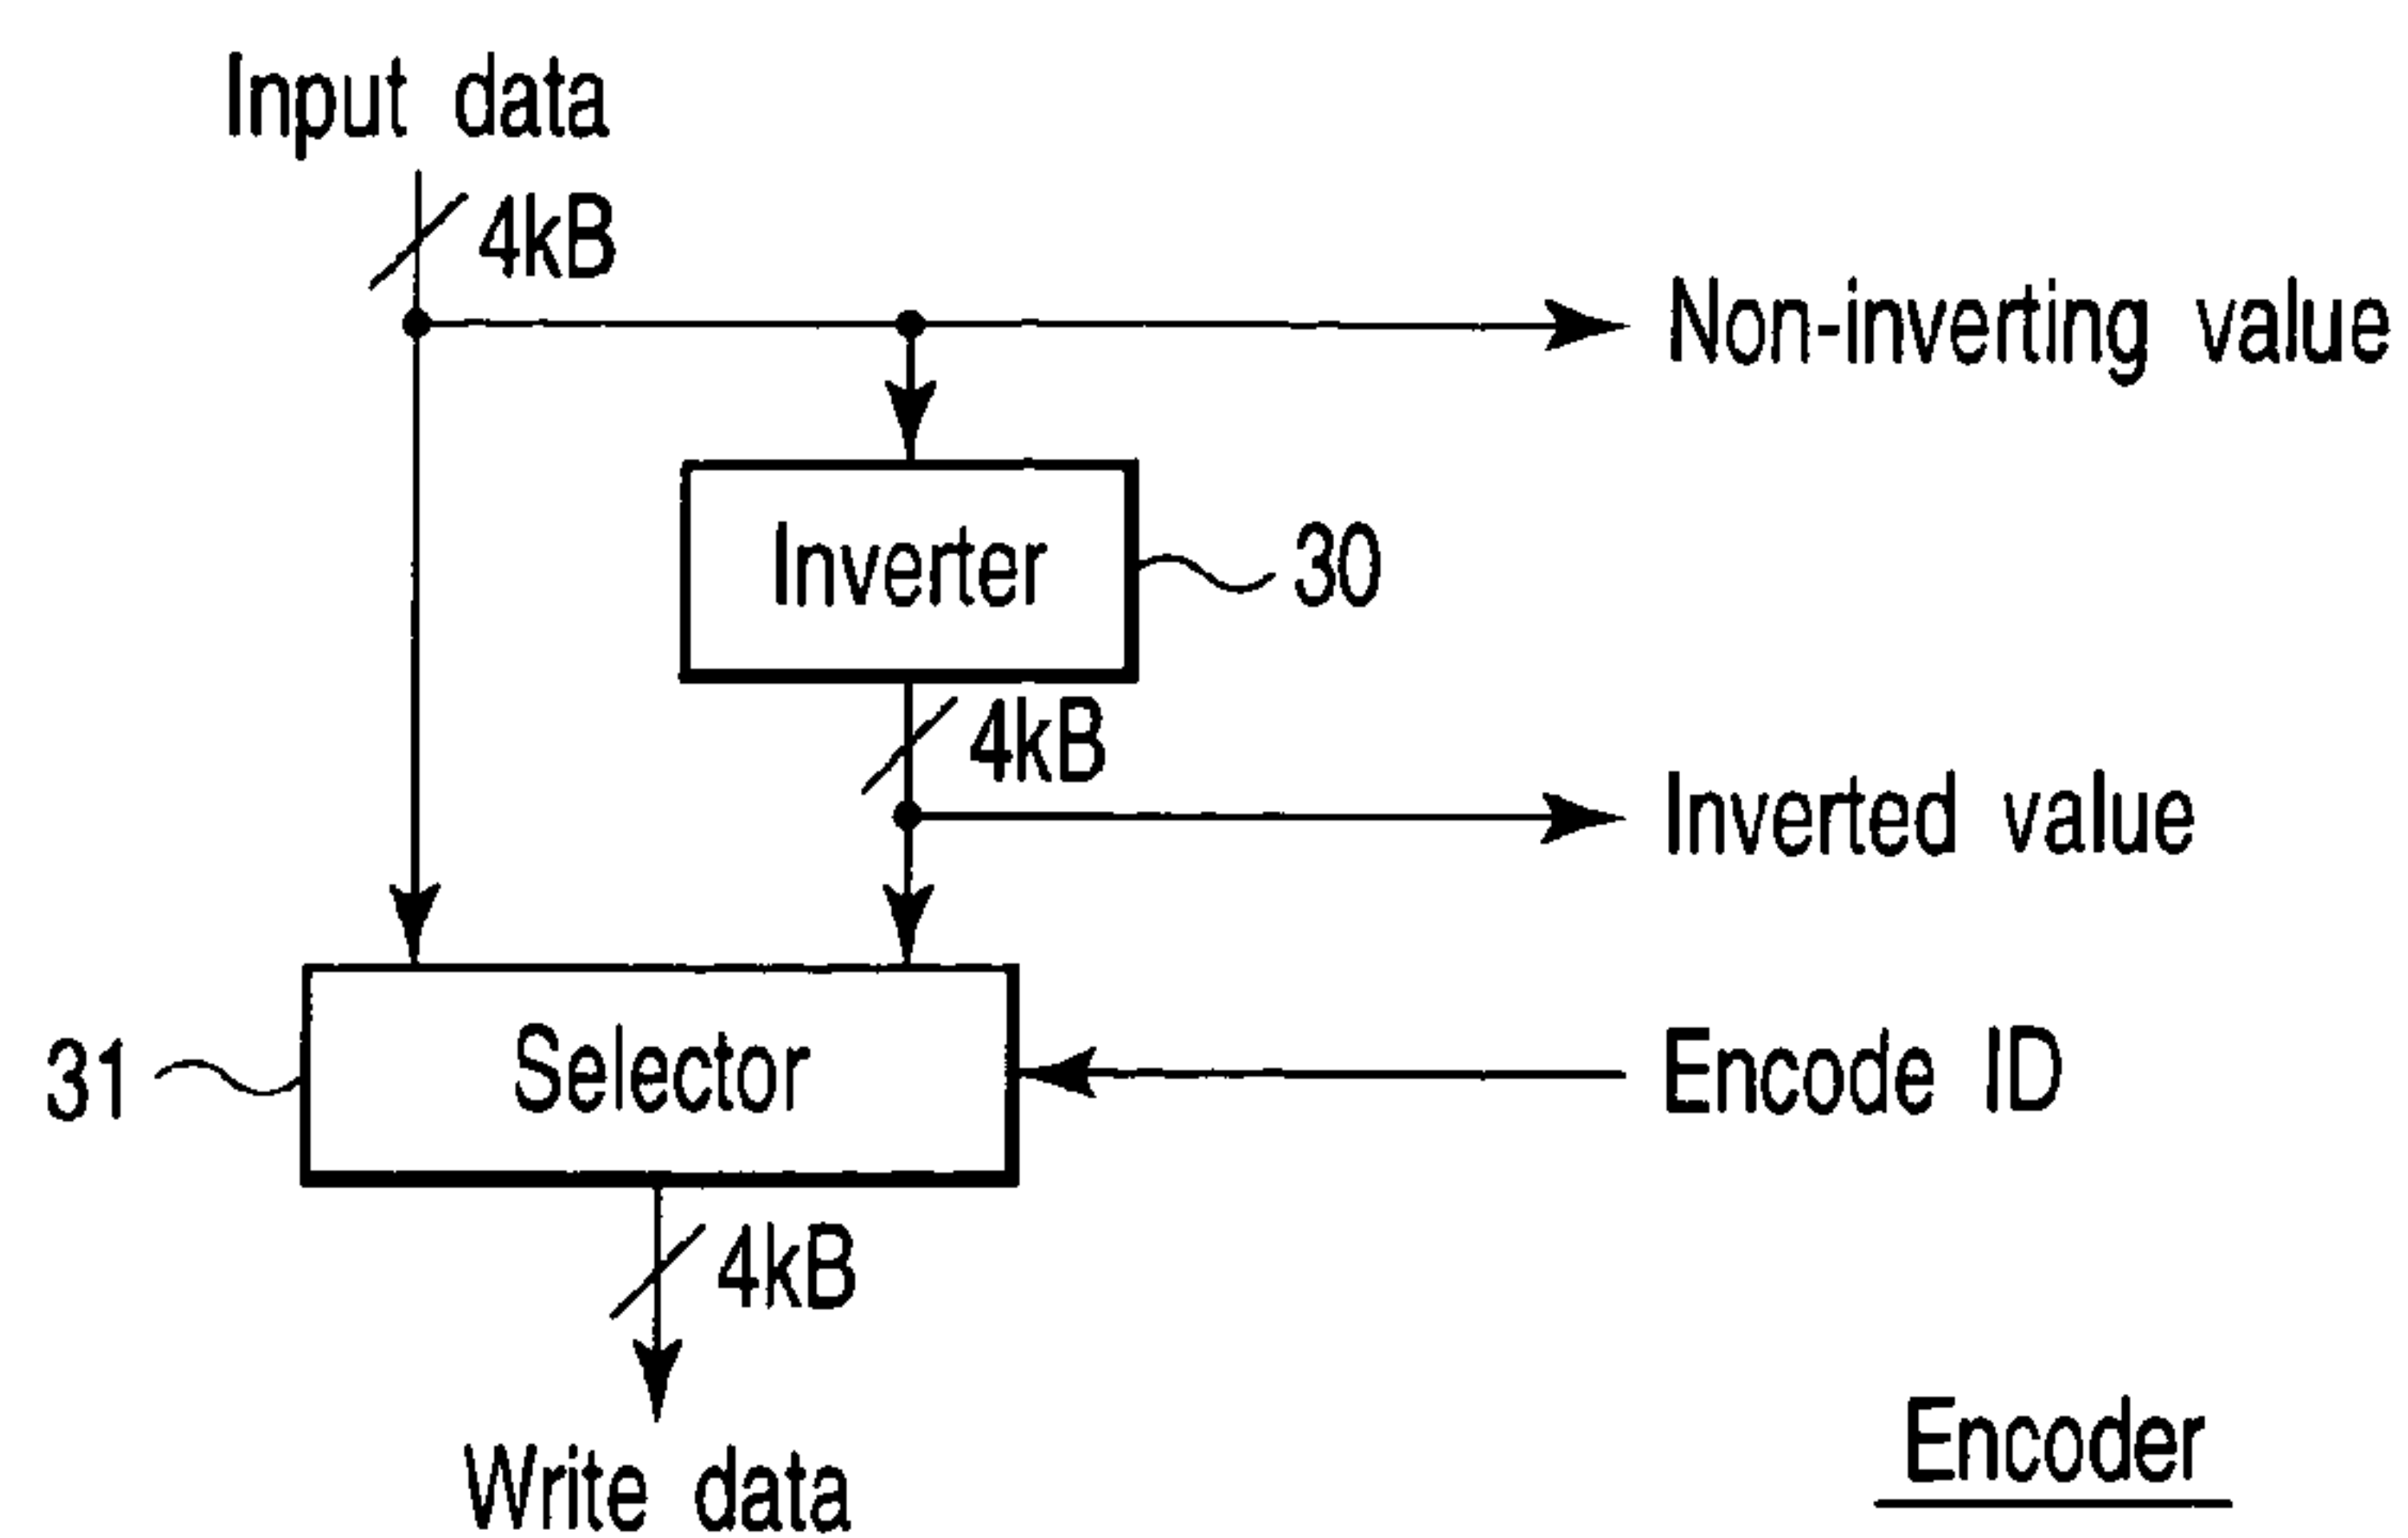 Input data
4kB
Non-inverting value
Inverter
30
4kB
Inverted value
Selector
31
Encode ID
4kB
Write data
Encoder